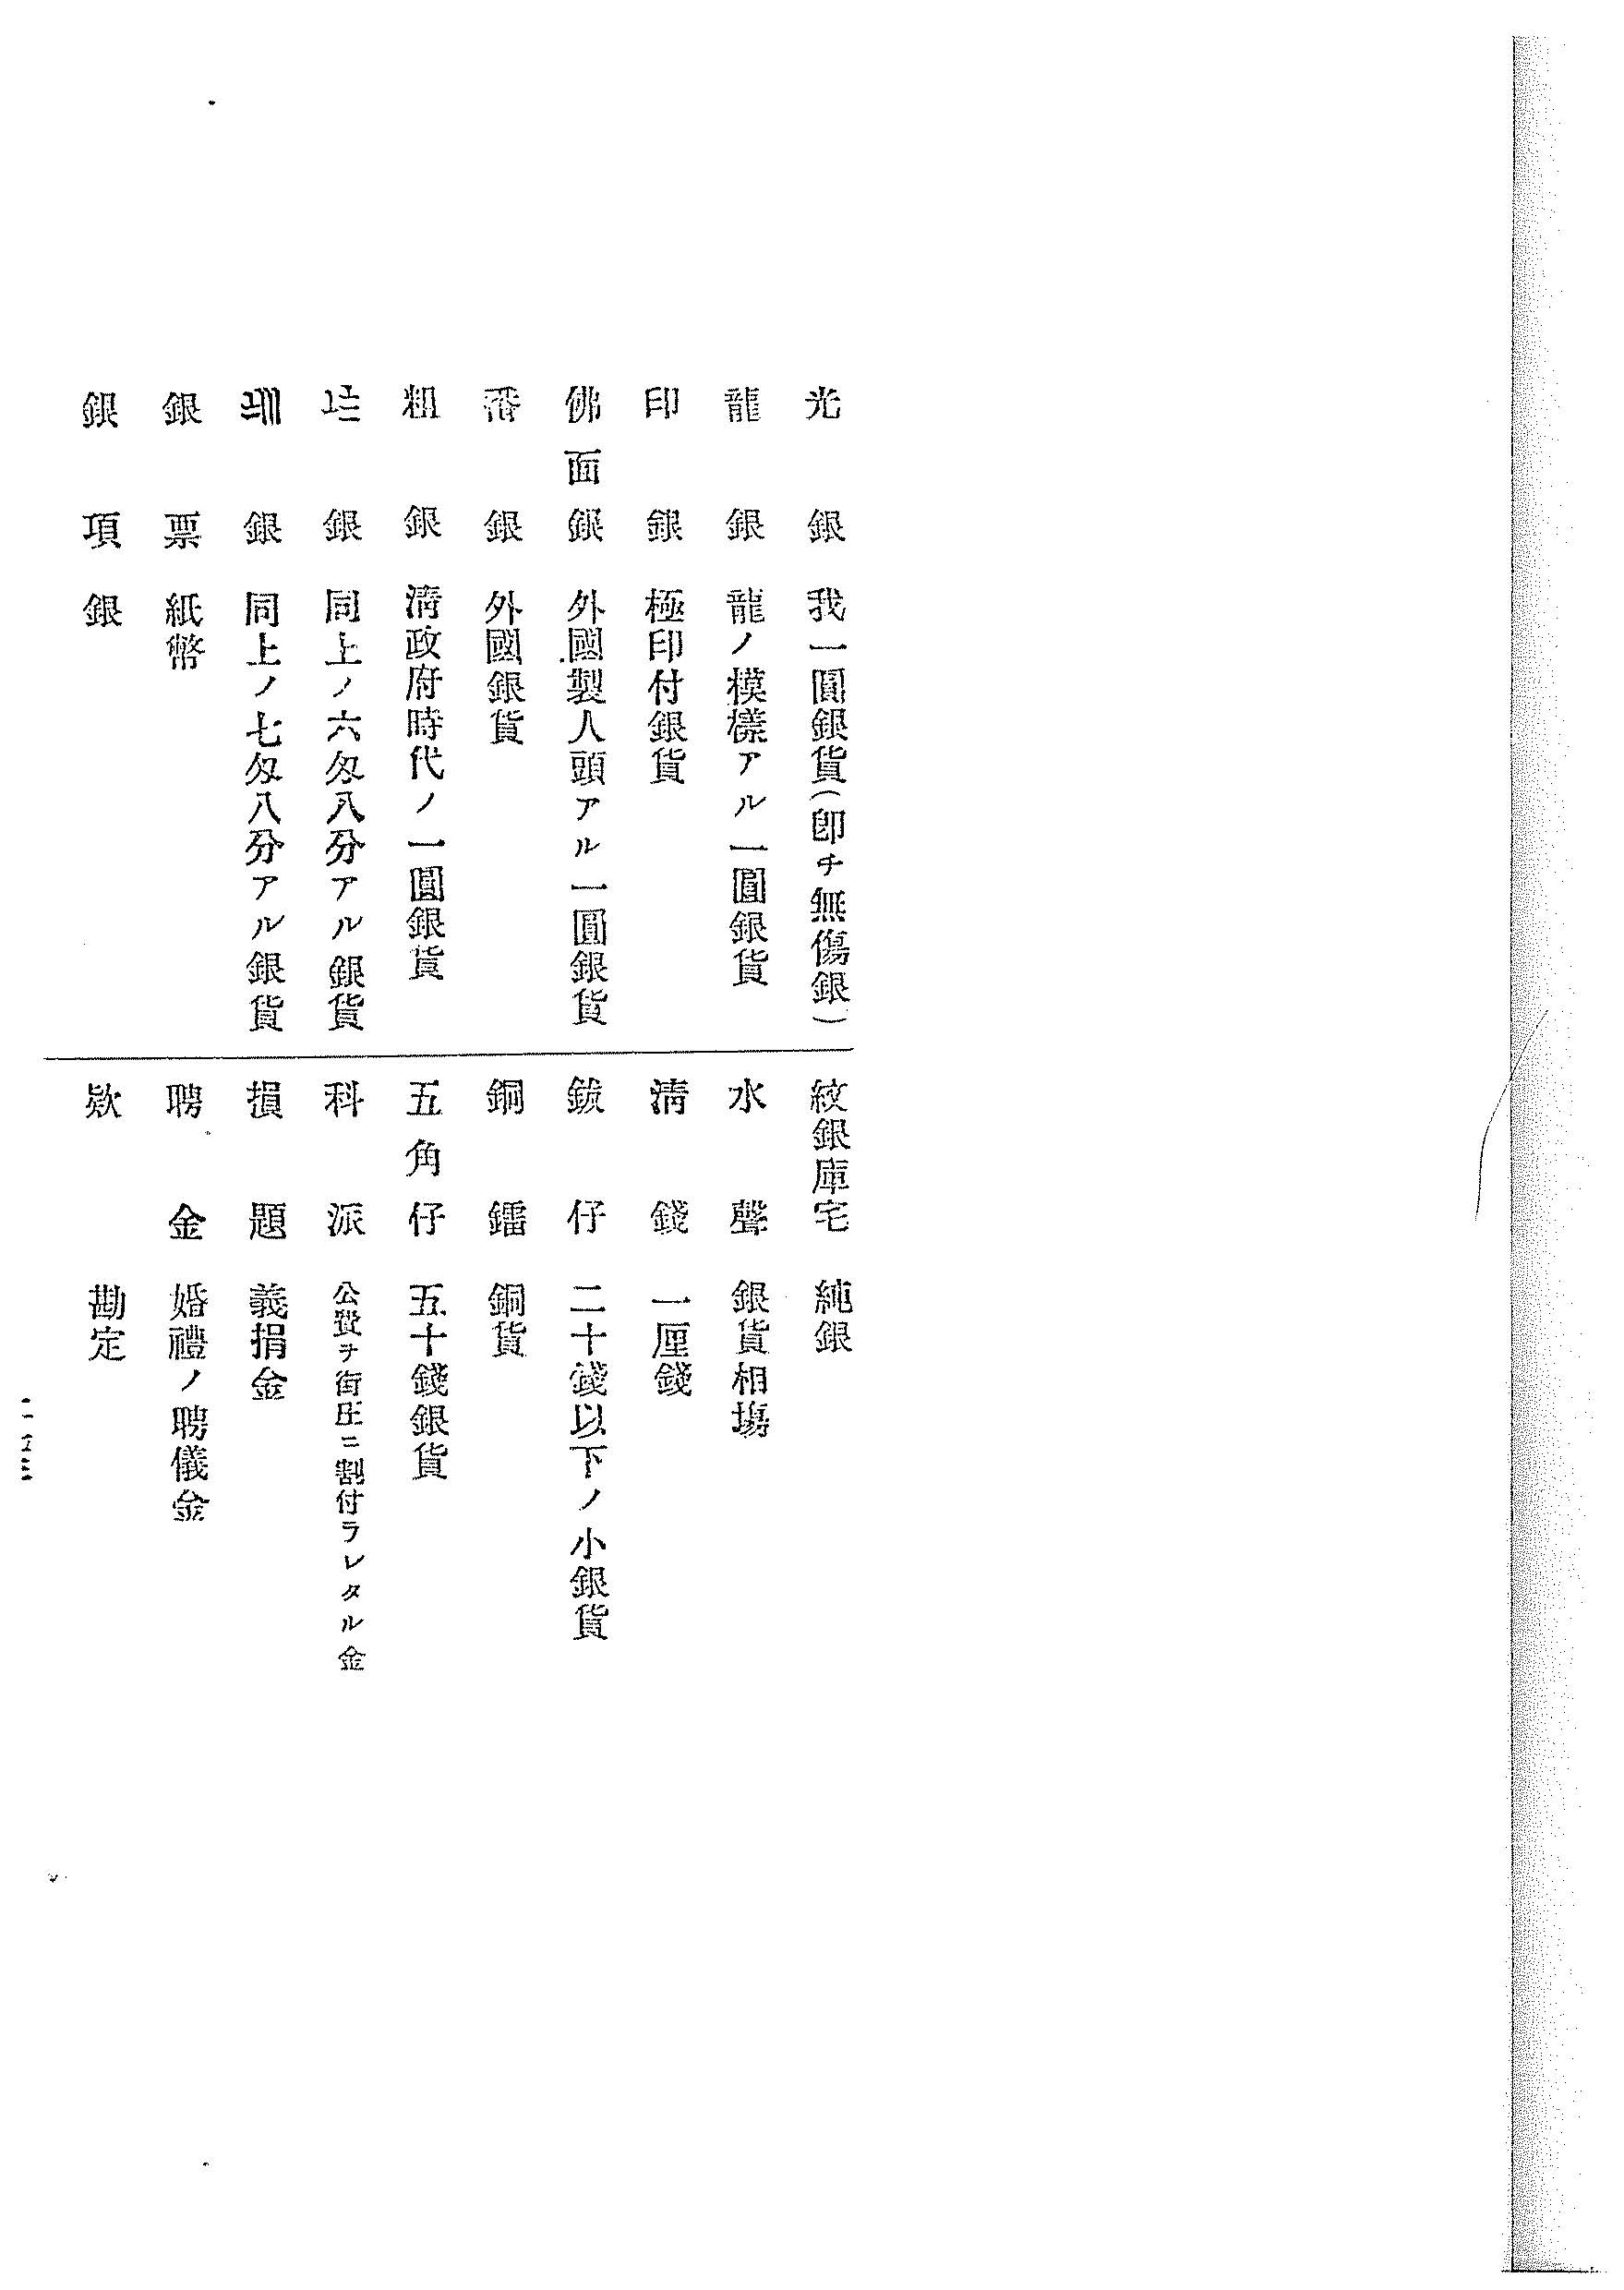 光銀 我一圓銀貨(卽チ無傷銀)
龍銀 龍ノ模樣アル一圓銀貨
印銀 極印付銀貨
佛面銀 外國製人頭アル一圓銀貨
番銀 外國銀貨
粗銀 淸政府時代ノ一圓銀貨
銀 同上ノ六匁八分アル銀貨
銀 同上ノ七匁八分アル銀貨
銀票 紙幣
銀項 銀
紋銀庫宅 純銀
水聲 銀貨相場
淸錢 一厘錢
鈸仔 二十錢以下ノ小銀貨
銅鐳 銅貨
五角仔 五十錢銀貨
科派 公費ヲ街庄ニ割付ラレタル金
損題 義捐金
聘金 婚禮ノ聘儀金
欵 勘定